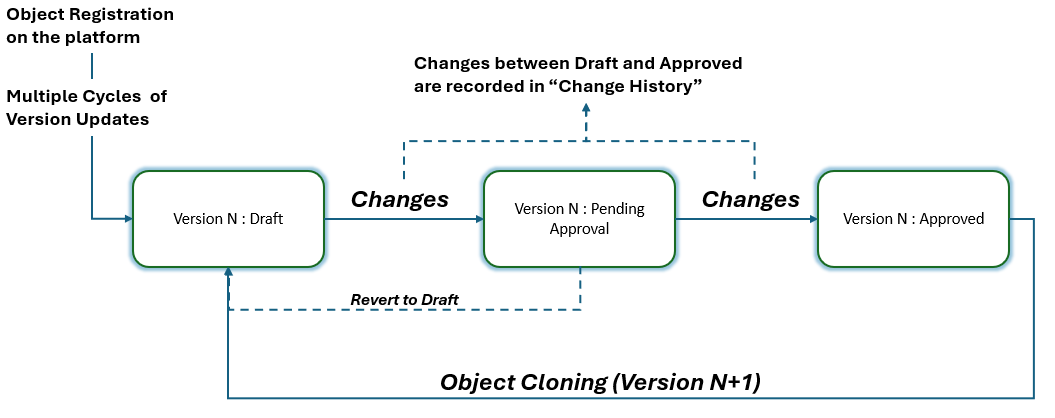 Object Registration
on the platform
Multiple Cycles of
Version Updates
Changes between Draft and Approved
are recorded in “Change History”
Version N : Draft
Changes
Version N : Pending
Approval
Changes
Version N : Approved
Revert to Draft
Object Cloning (Version N+1)